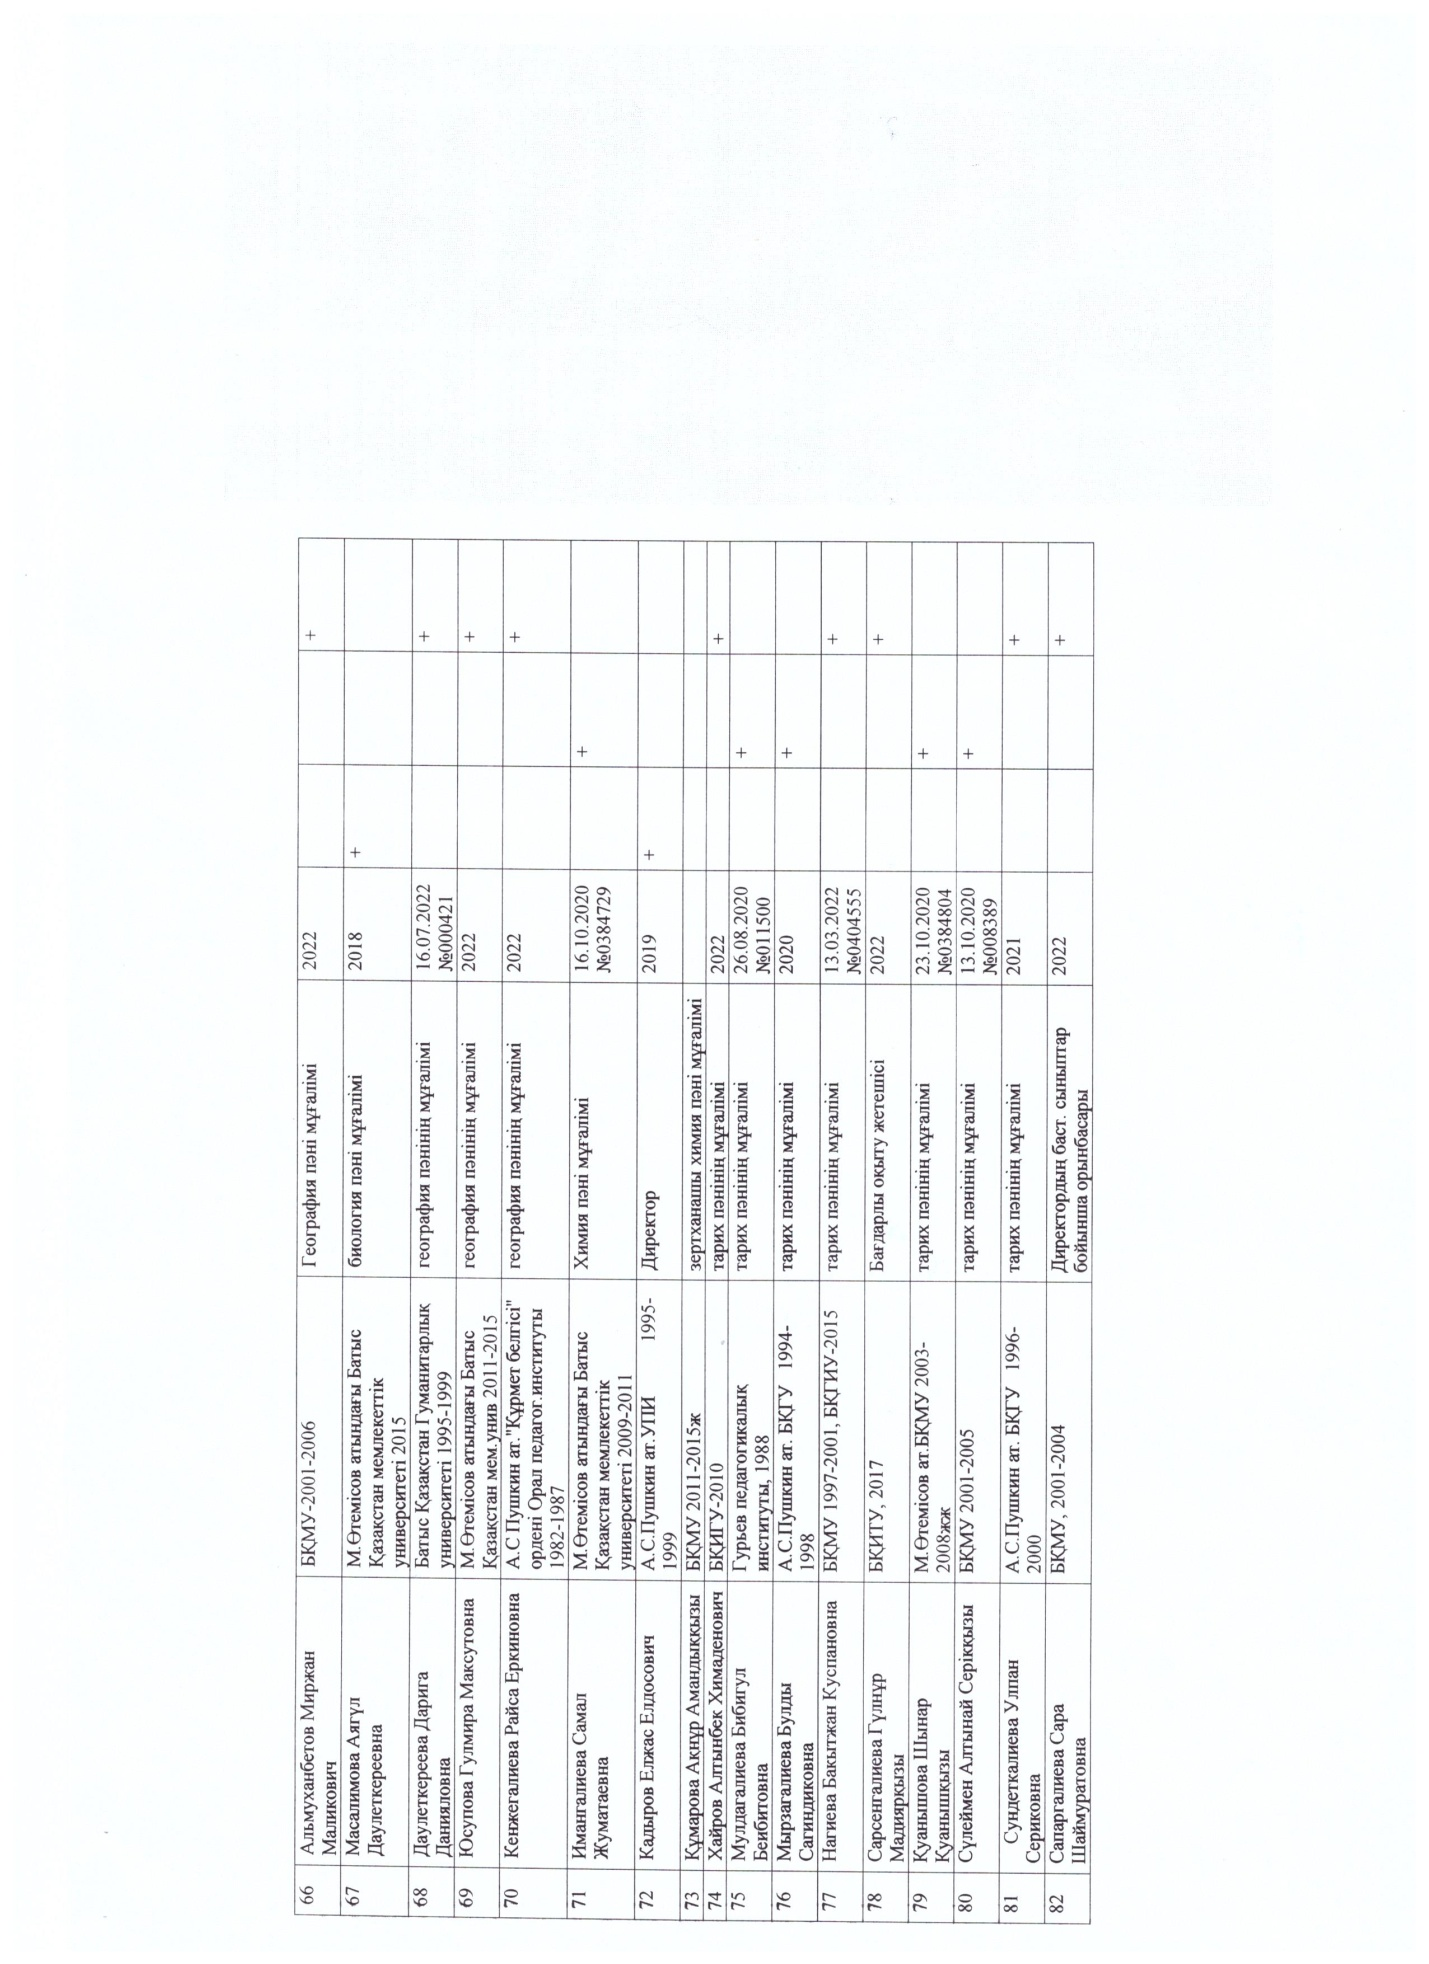 66 Альмуханбетов Миржан БҚМУ-2001-2006 География пәні мұғалімі 2022 +
Маликович
67 Масалимова Аягүл М.Өтемісов атындағы Батыс биология пәні мұғалімі 2018 +
Даулеткереевна Қазақстан мемлекеттік
университеті 2015
68 Даулеткереева Дарига Батыс Қазақстан Гуманитарлық география пәнінің мұғалімі 16.07.2022 +
Данияловна университеті 1995-1999 №000421
69 Юсупова Гулмира Максутовна М.Өтемісов атындағы Батыс география пәнінің мұғалімі 2022 +
Қазақстан мем.унив 2011-2015
70 Кенжегалиева Райса Еркиновна А.С Пушкин ат."Құрмет белгісі" география пәнінің мұғалімі 2022 +
ордені Орал педагог.институты
1982-1987
71 Имангалиева Самал М.Өтемісов атындағы Батыс Химия пәні мұғалімі 16.10.2020 +
Жуматаевна Қазақстан мемлекеттік №0384729
университеті 2009-2011
72 Кадыров Елжас Елдосович А.С.Пушкин ат.УПИ 1995- Директор 2019 +
1999
73 Құмарова Акнұр Амандыққызы БҚМУ 2011-2015ж зертханашы химия пәні мұғалімі
74 Хайров Алтынбек Химаденович БҚИГУ-2010 тарих пәнінің мұғалімі 2022 +
75 Мулдагалиева Бибигул Гурьев педагогикалық тарих пәнінің мұғалімі 26.08.2020 +
Беибитовна институты, 1988 №011500
76 Мырзагалиева Булды А.С.Пушкин ат. БҚГУ 1994- тарих пәнінің мұғалімі 2020 +
Сагиндиковна 1998
77 Нагиева Бакытжан Куспановна БҚМУ 1997-2001, БҚГИУ-2015 тарих пәнінің мұғалімі 13.03.2022 +
№0404555
78 Сарсенгалиева Гүлнұр БҚИТУ, 2017 Бағдарлы оқыту жетешісі 2022 +
Мадиярқызы
79 Қуанышова Шынар М.Өтемісов ат.БҚМУ 2003- тарих пәнінің мұғалімі 23.10.2020 +
Қуанышқызы 2008жж №0384804
80 Сүлеймен Алтынай Серікқызы БҚМУ 2001-2005 тарих пәнінің мұғалімі 13.10.2020 +
№008389
81 Сундеткалиева Улпан А.С.Пушкин ат. БҚГУ 1996- тарих пәнінің мұғалімі 2021 +
Сериковна 2000
82 Сапаргалиева Сара БҚМУ, 2001-2004 Директордың баст. сыныптар 2022 +
Шаймуратовна бойынша орынбасары